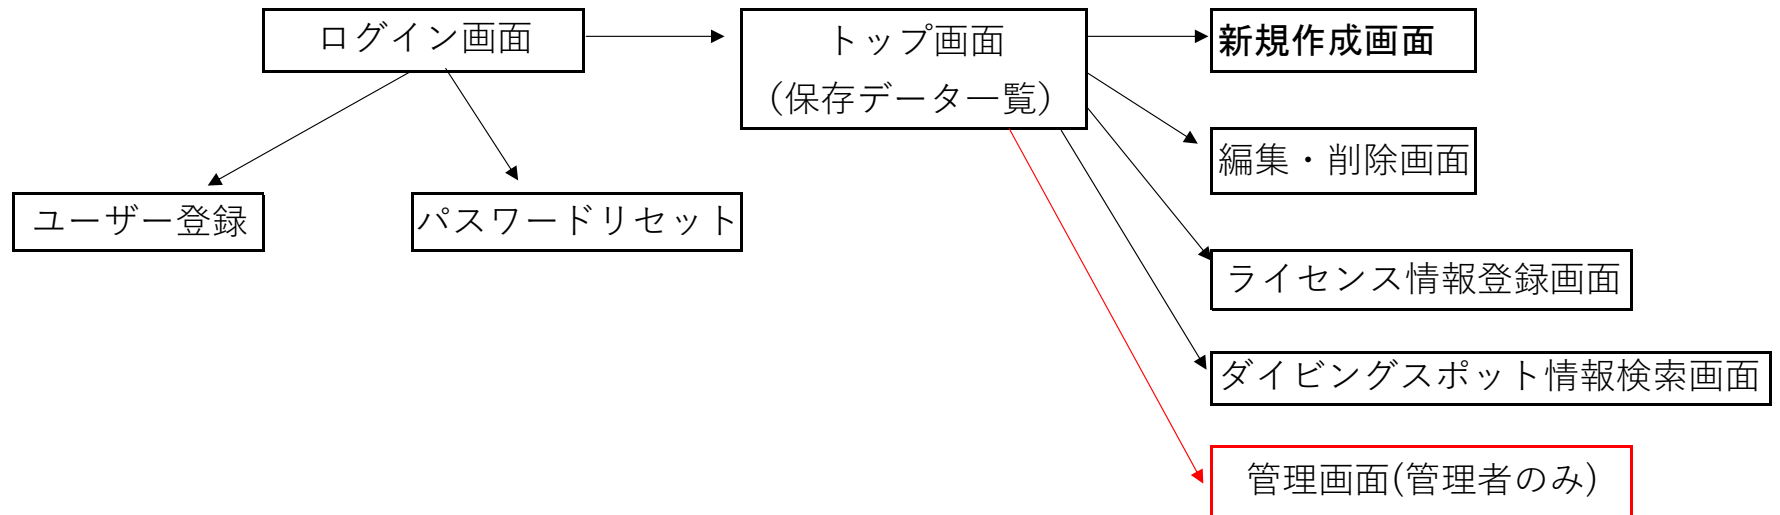 ログイン画面
トップ画面
(保存データ一覧)
新規作成画面
編集・削除画面
ユーザー登録
パスワードリセット
ライセンス情報登録画面
ダイビングスポット情報検索画面
管理画面(管理者のみ)